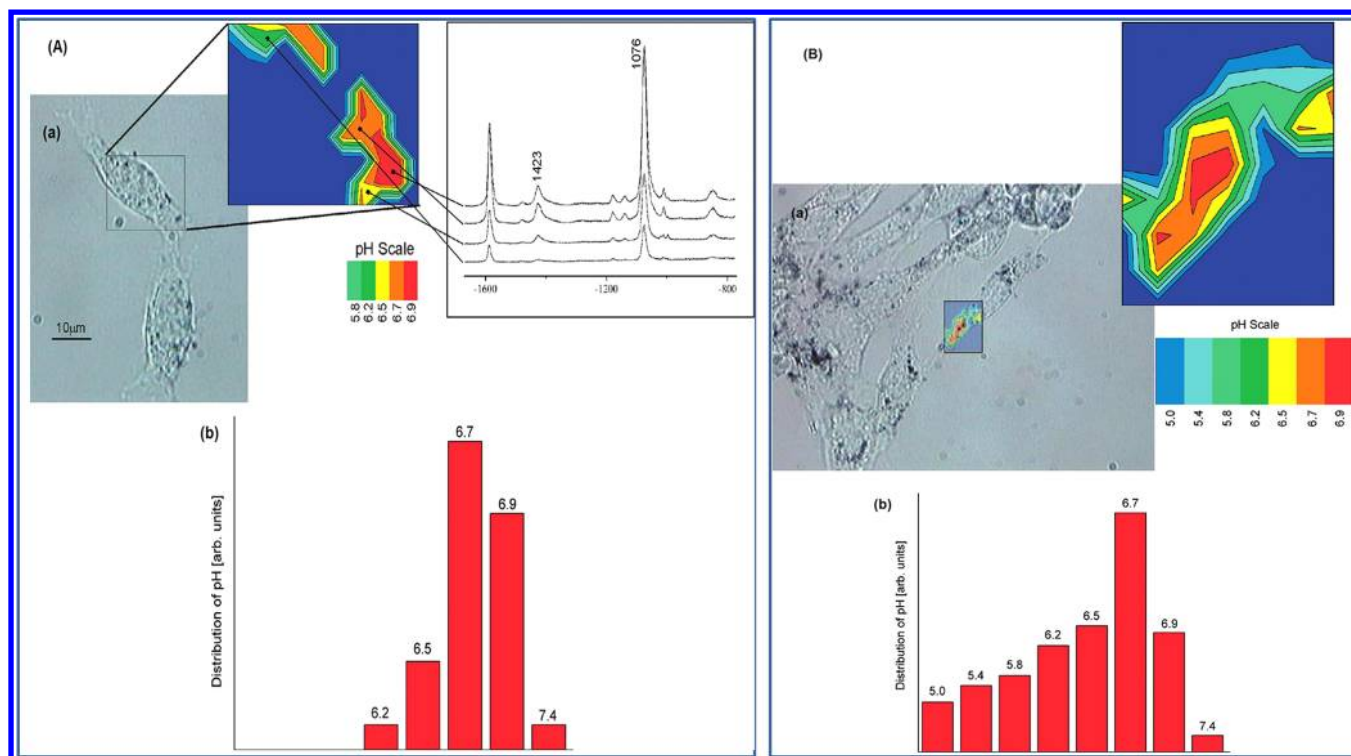 (A)
(a)
10μm
pH Scale
5.8
6.2
6.5
6.7
6.9
1076
1423
-1600
-1200
-800
(b)
Distribution of pH [arb. units]
6.2
6.5
6.7
6.9
7.4
(B)
(a)
pH Scale
5.0
5.4
5.8
6.2
6.5
6.7
6.9
(b)
Distribution of pH [arb. units]
5.0
5.4
5.8
6.2
6.5
6.7
6.9
7.4